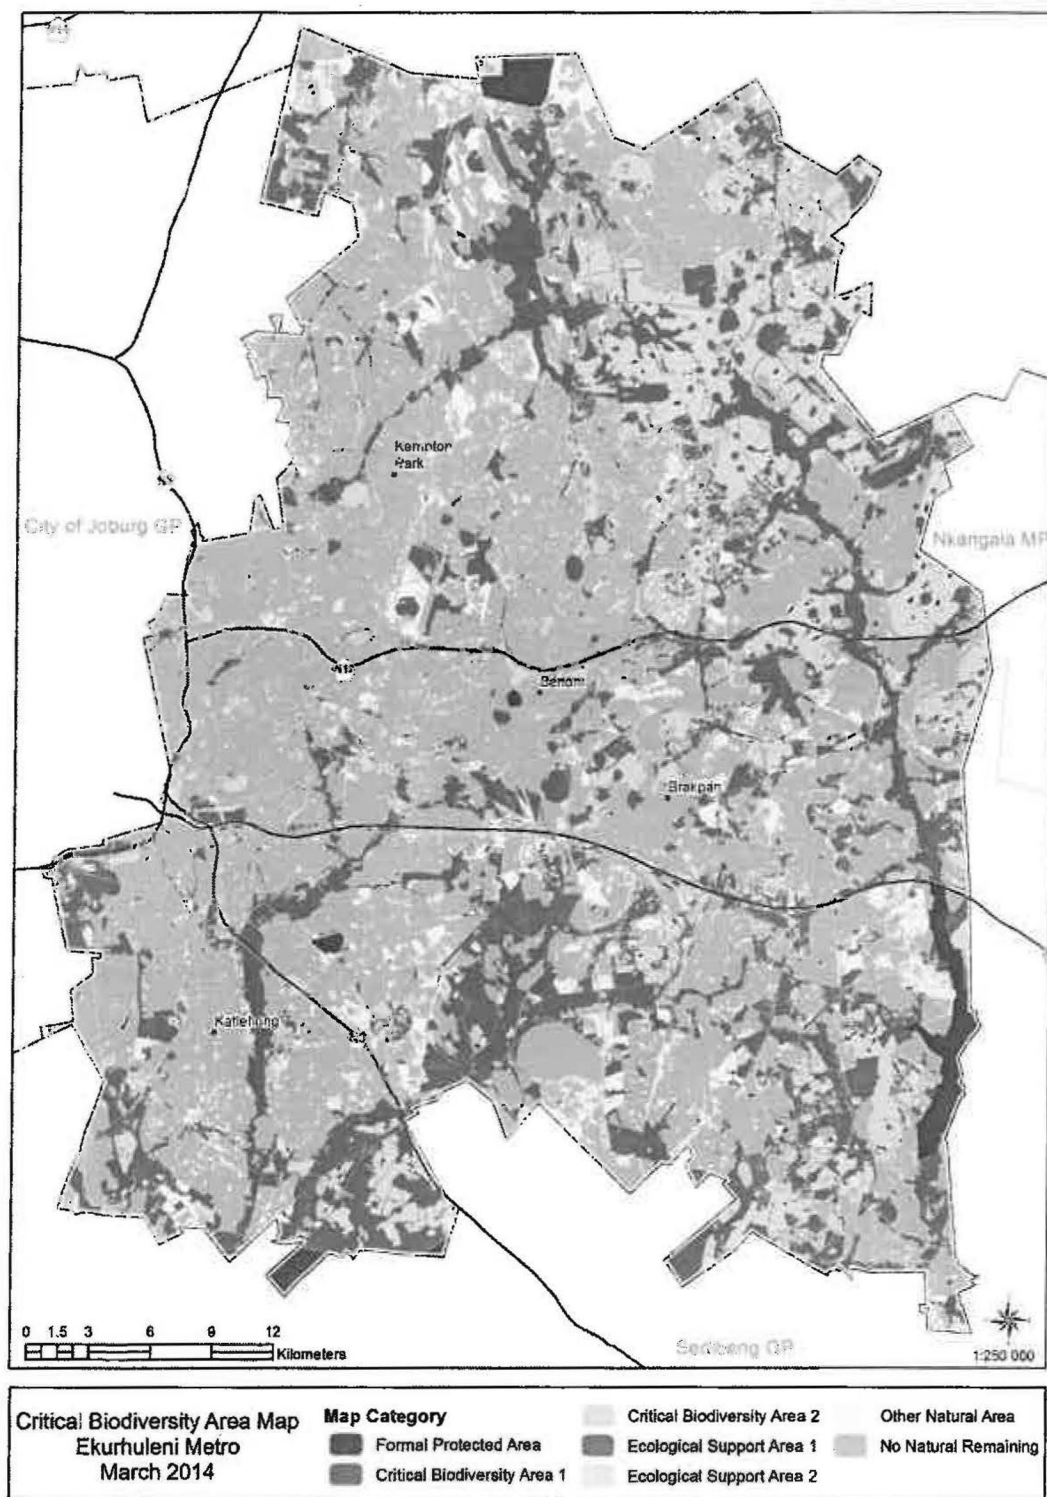 Kempton
Park
City of Joburg GP
Nkangala MP
N12
Benoni
Brakpan
Katlehong
0 1.5 3 6 9 12
Kilometers
Sedibeng GP
1:250 000
Critical Biodiversity Area Map
Ekurhuleni Metro
March 2014
Map Category
Formal Protected Area
Critical Biodiversity Area 1
Critical Biodiversity Area 2
Ecological Support Area 1
Ecological Support Area 2
Other Natural Area
No Natural Remaining